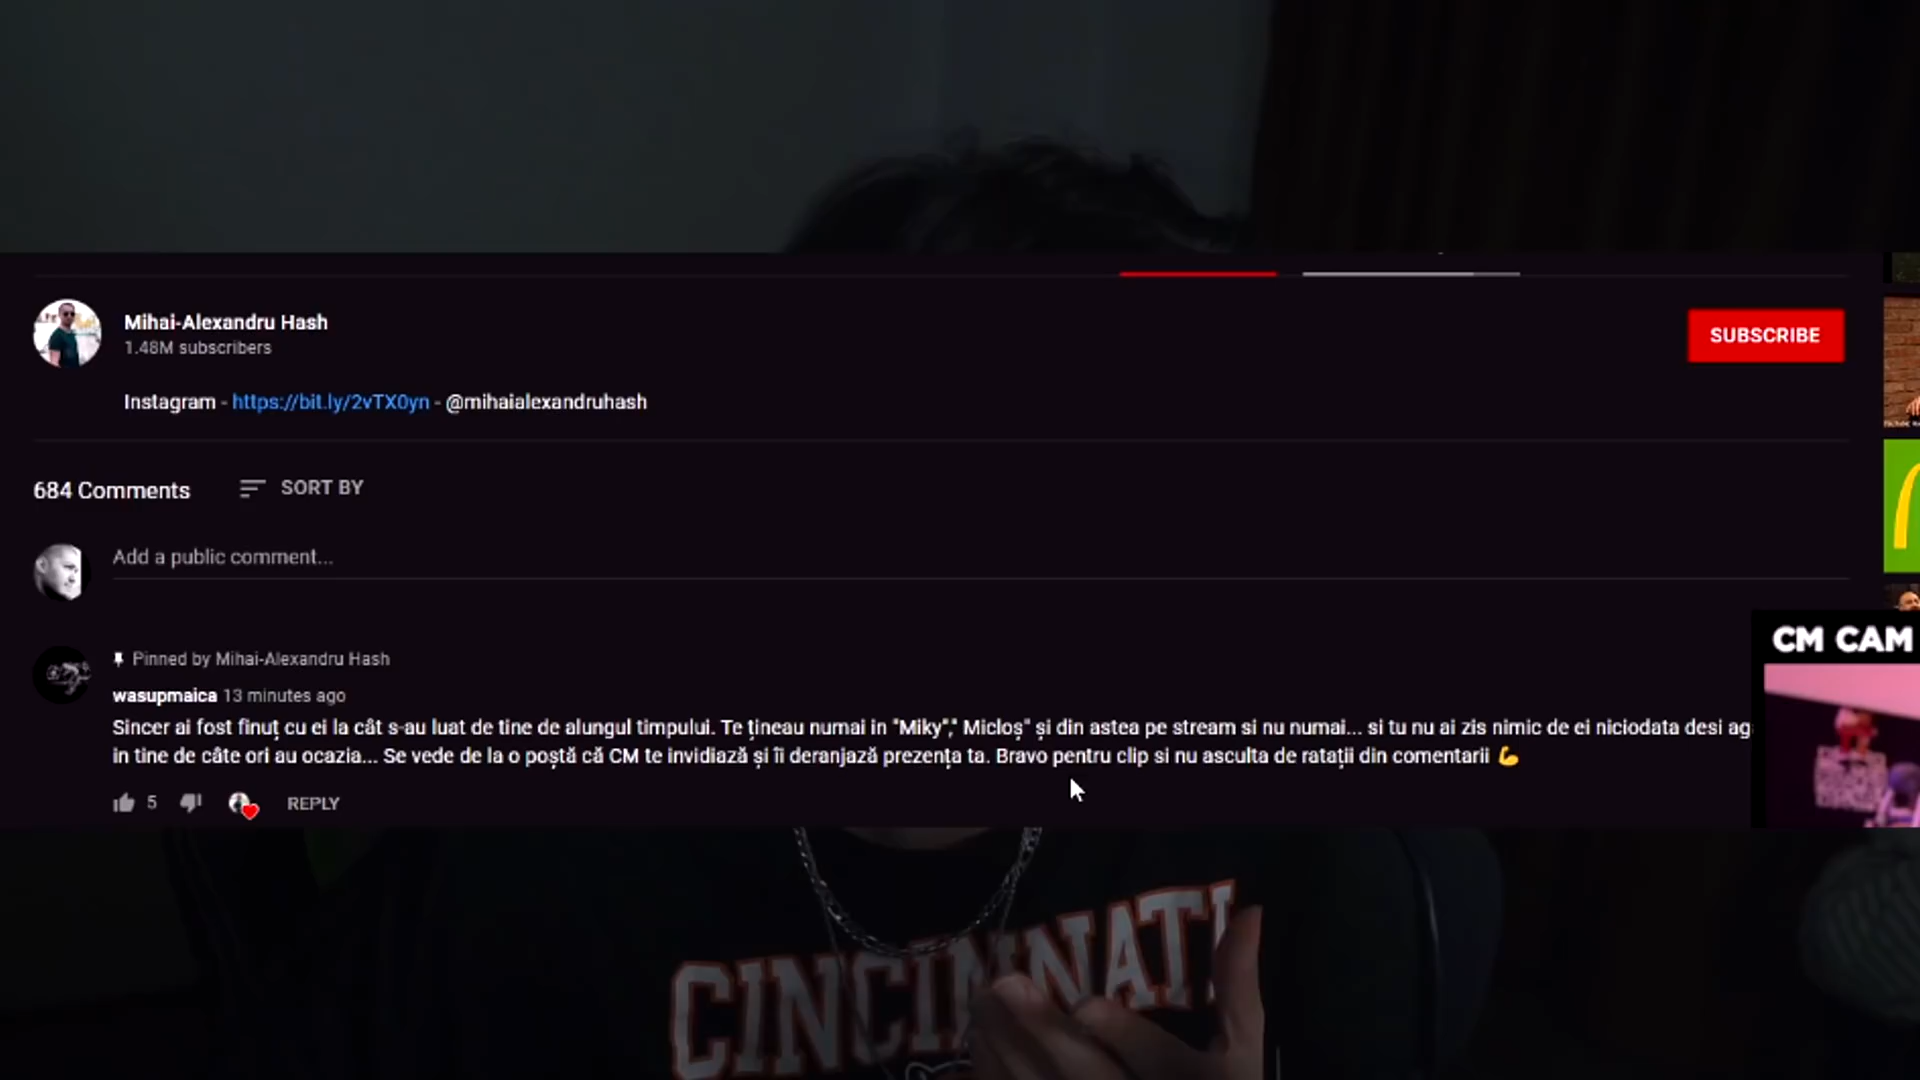 Mihai-Alexandru Hash
1.48M subscribers
SUBSCRIBE
Instagram - https://bit.ly/2vTX0yn - @mihaialexandruhash
684 Comments
SORT BY
Add a public comment...
CM CAM
Pinned by Mihai-Alexandru Hash
wasupmaica 13 minutes ago
Sincer ai fost finuț cu ei la cât s-au luat de tine de alungul timpului. Te țineau numai in "Miky"," Micloș" și din astea pe stream si nu numai... si tu nu ai zis nimic de ei niciodata desi
in tine de câte ori au ocazia... Se vede de la o poștă că CM te invidiază și îi deranjază prezența ta. Bravo pentru clip si nu asculta de ratații din comentarii 💪
5
REPLY
CINCINNATI